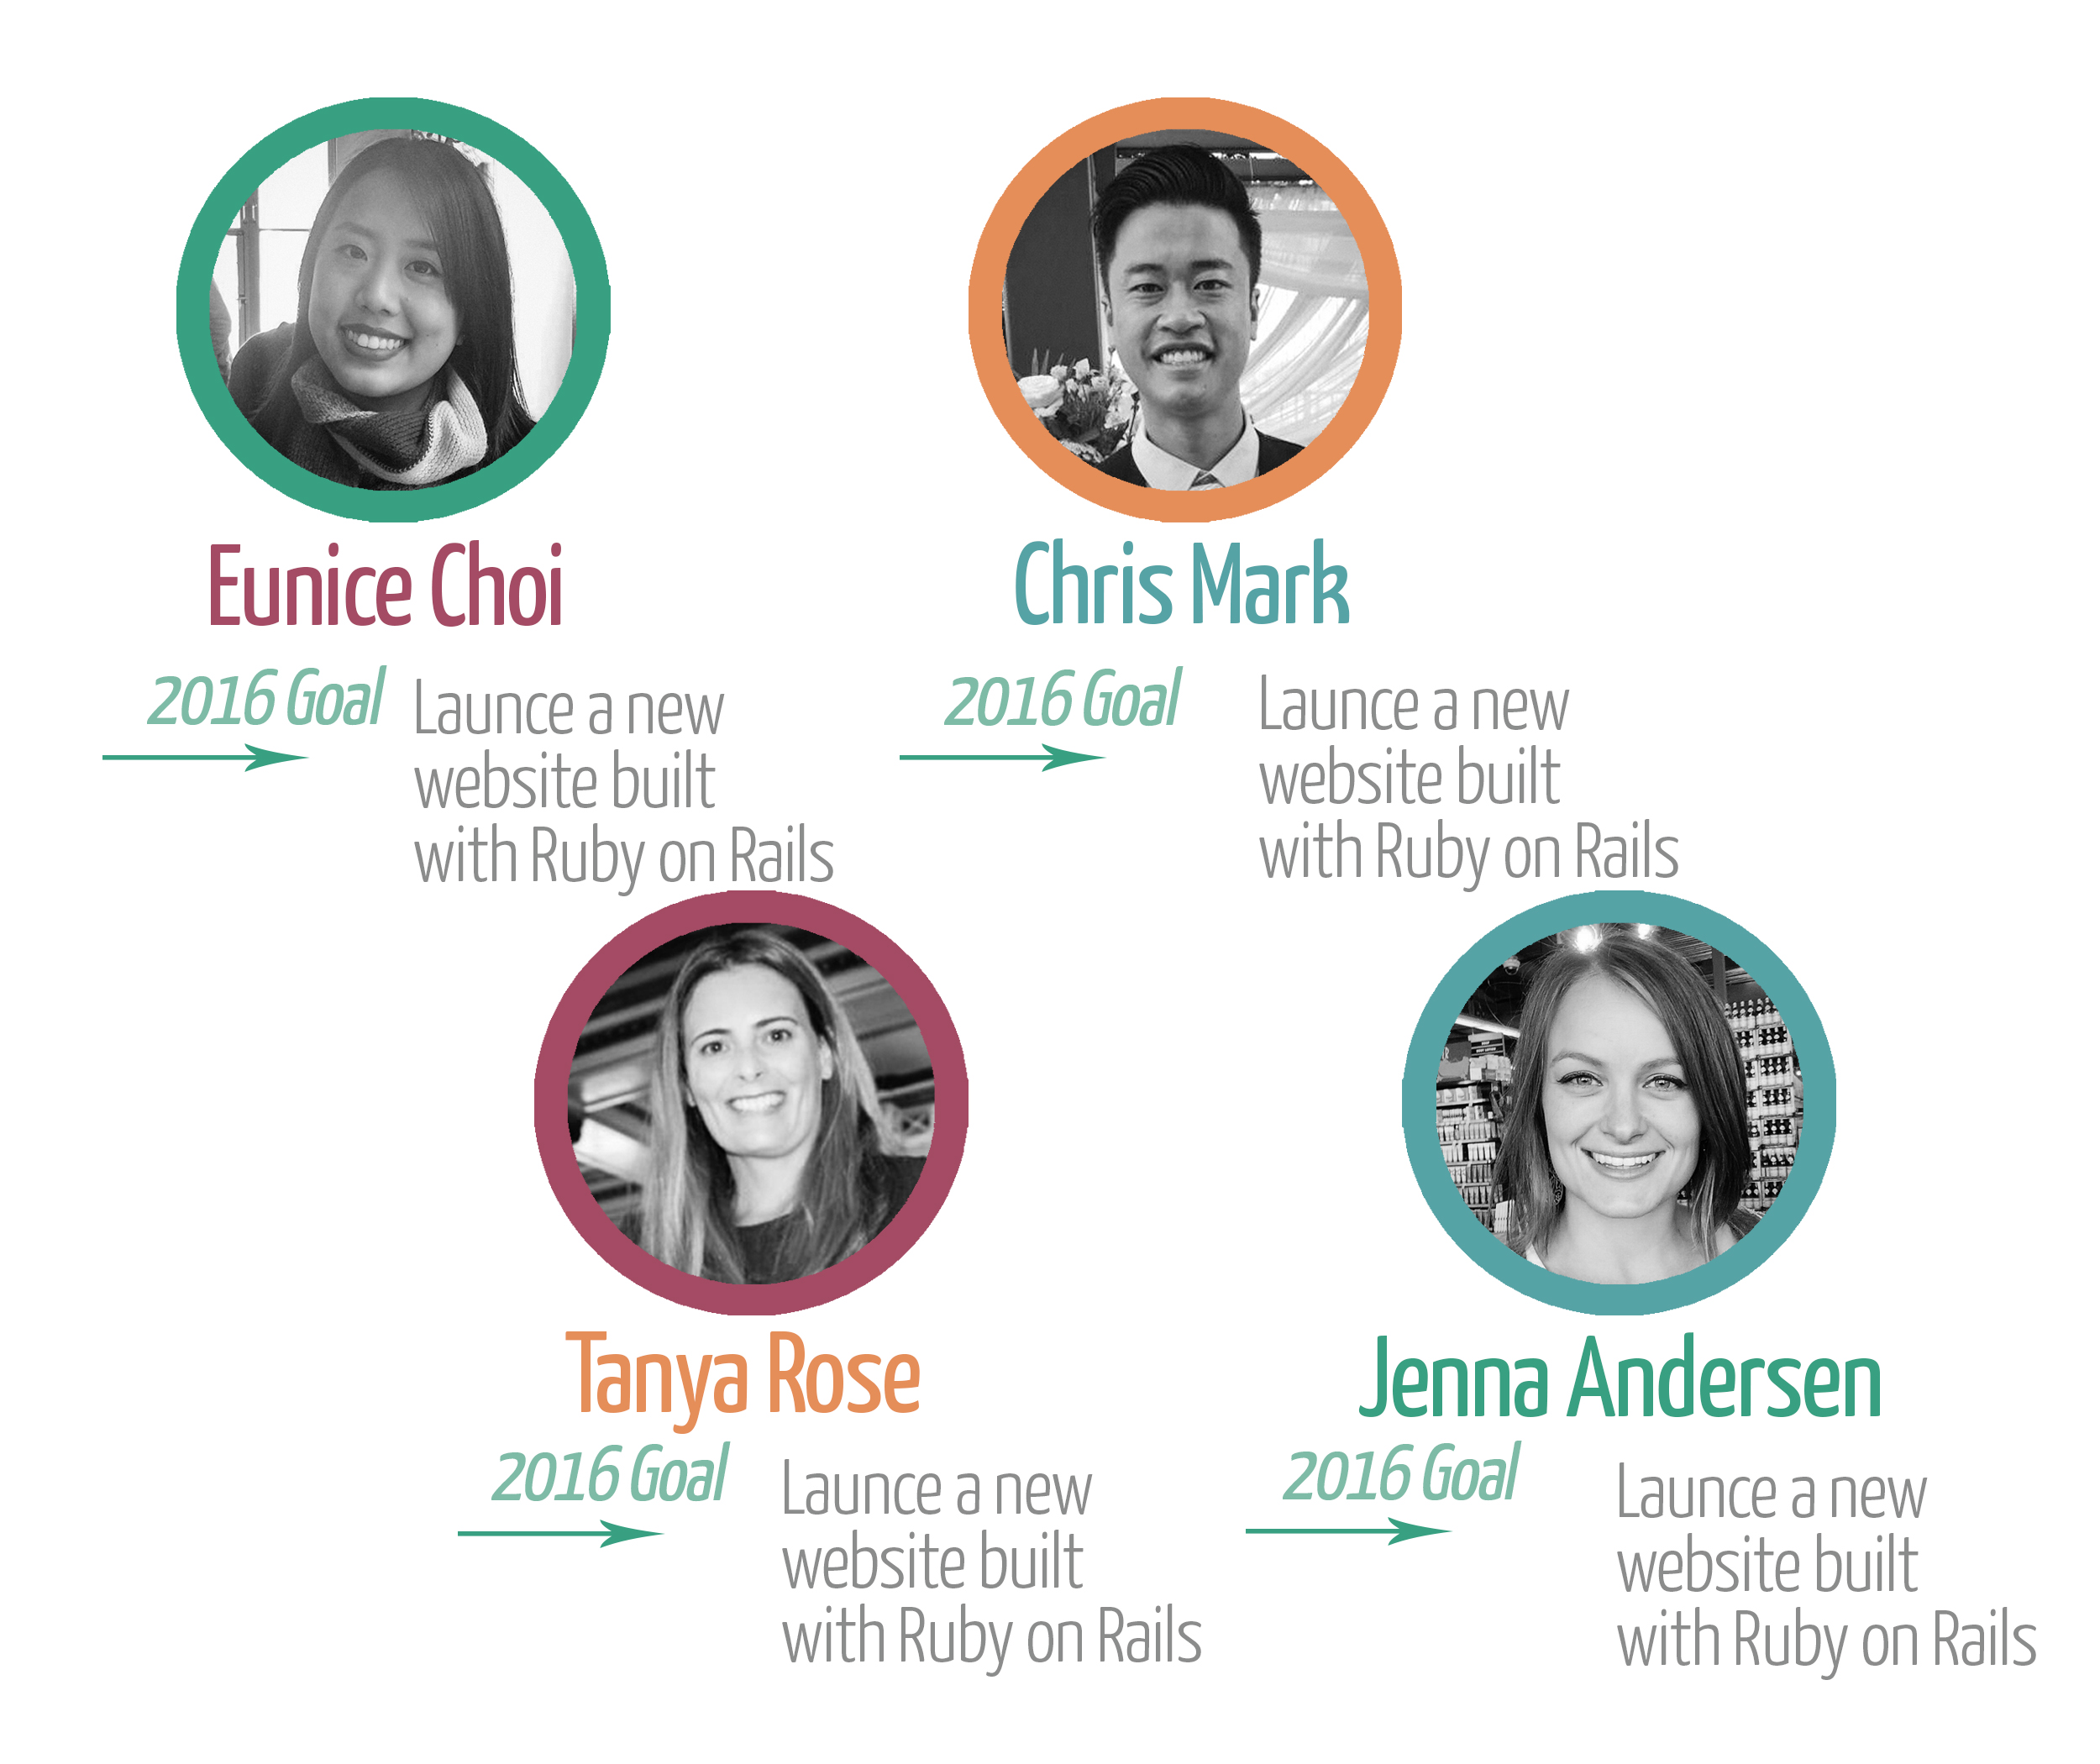 Eunice Choi
2016 Goal
Launce a new
website built
with Ruby on Rails
Chris Mark
2016 Goal
Launce a new
website built
with Ruby on Rails
Tanya Rose
2016 Goal
Launce a new
website built
with Ruby on Rails
Jenna Andersen
2016 Goal
Launce a new
website built
with Ruby on Rails